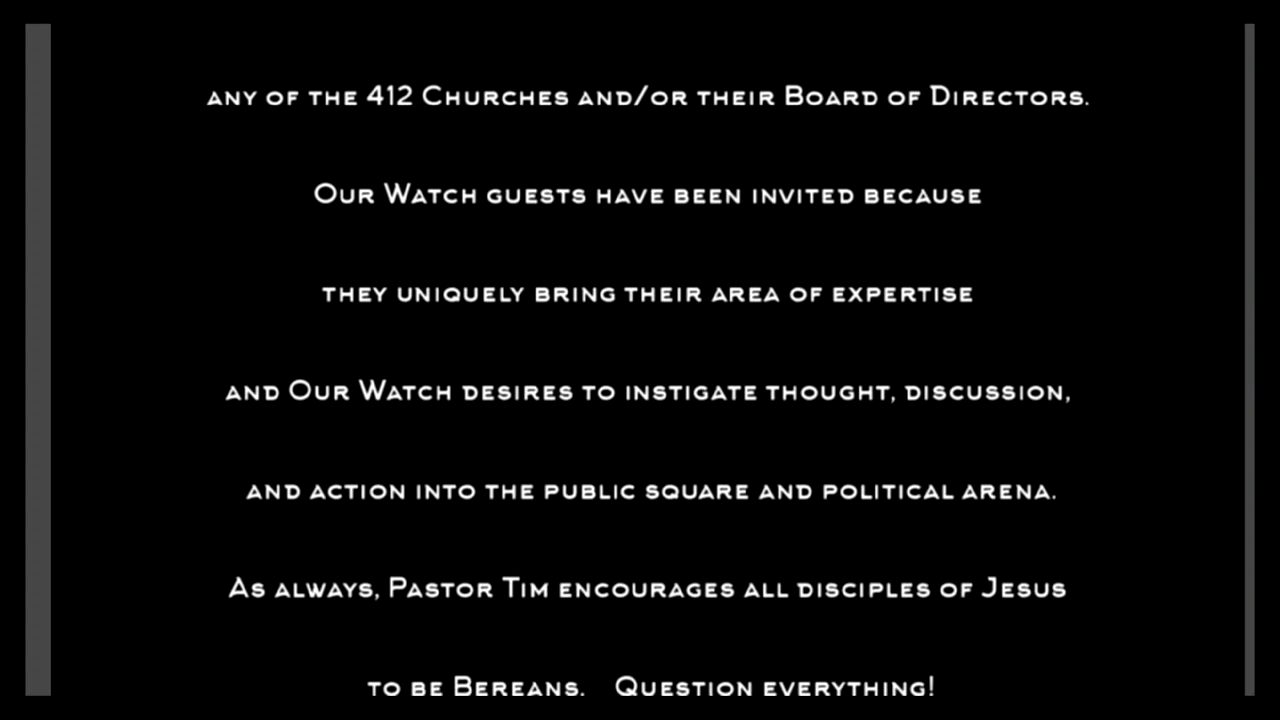 any of the 412 Churches and/or their Board of Directors.
Our Watch guests have been invited because
they uniquely bring their area of expertise
and Our Watch desires to instigate thought, discussion,
and action into the public square and political arena.
As always, Pastor Tim encourages all disciples of Jesus
to be Bereans. Question everything!